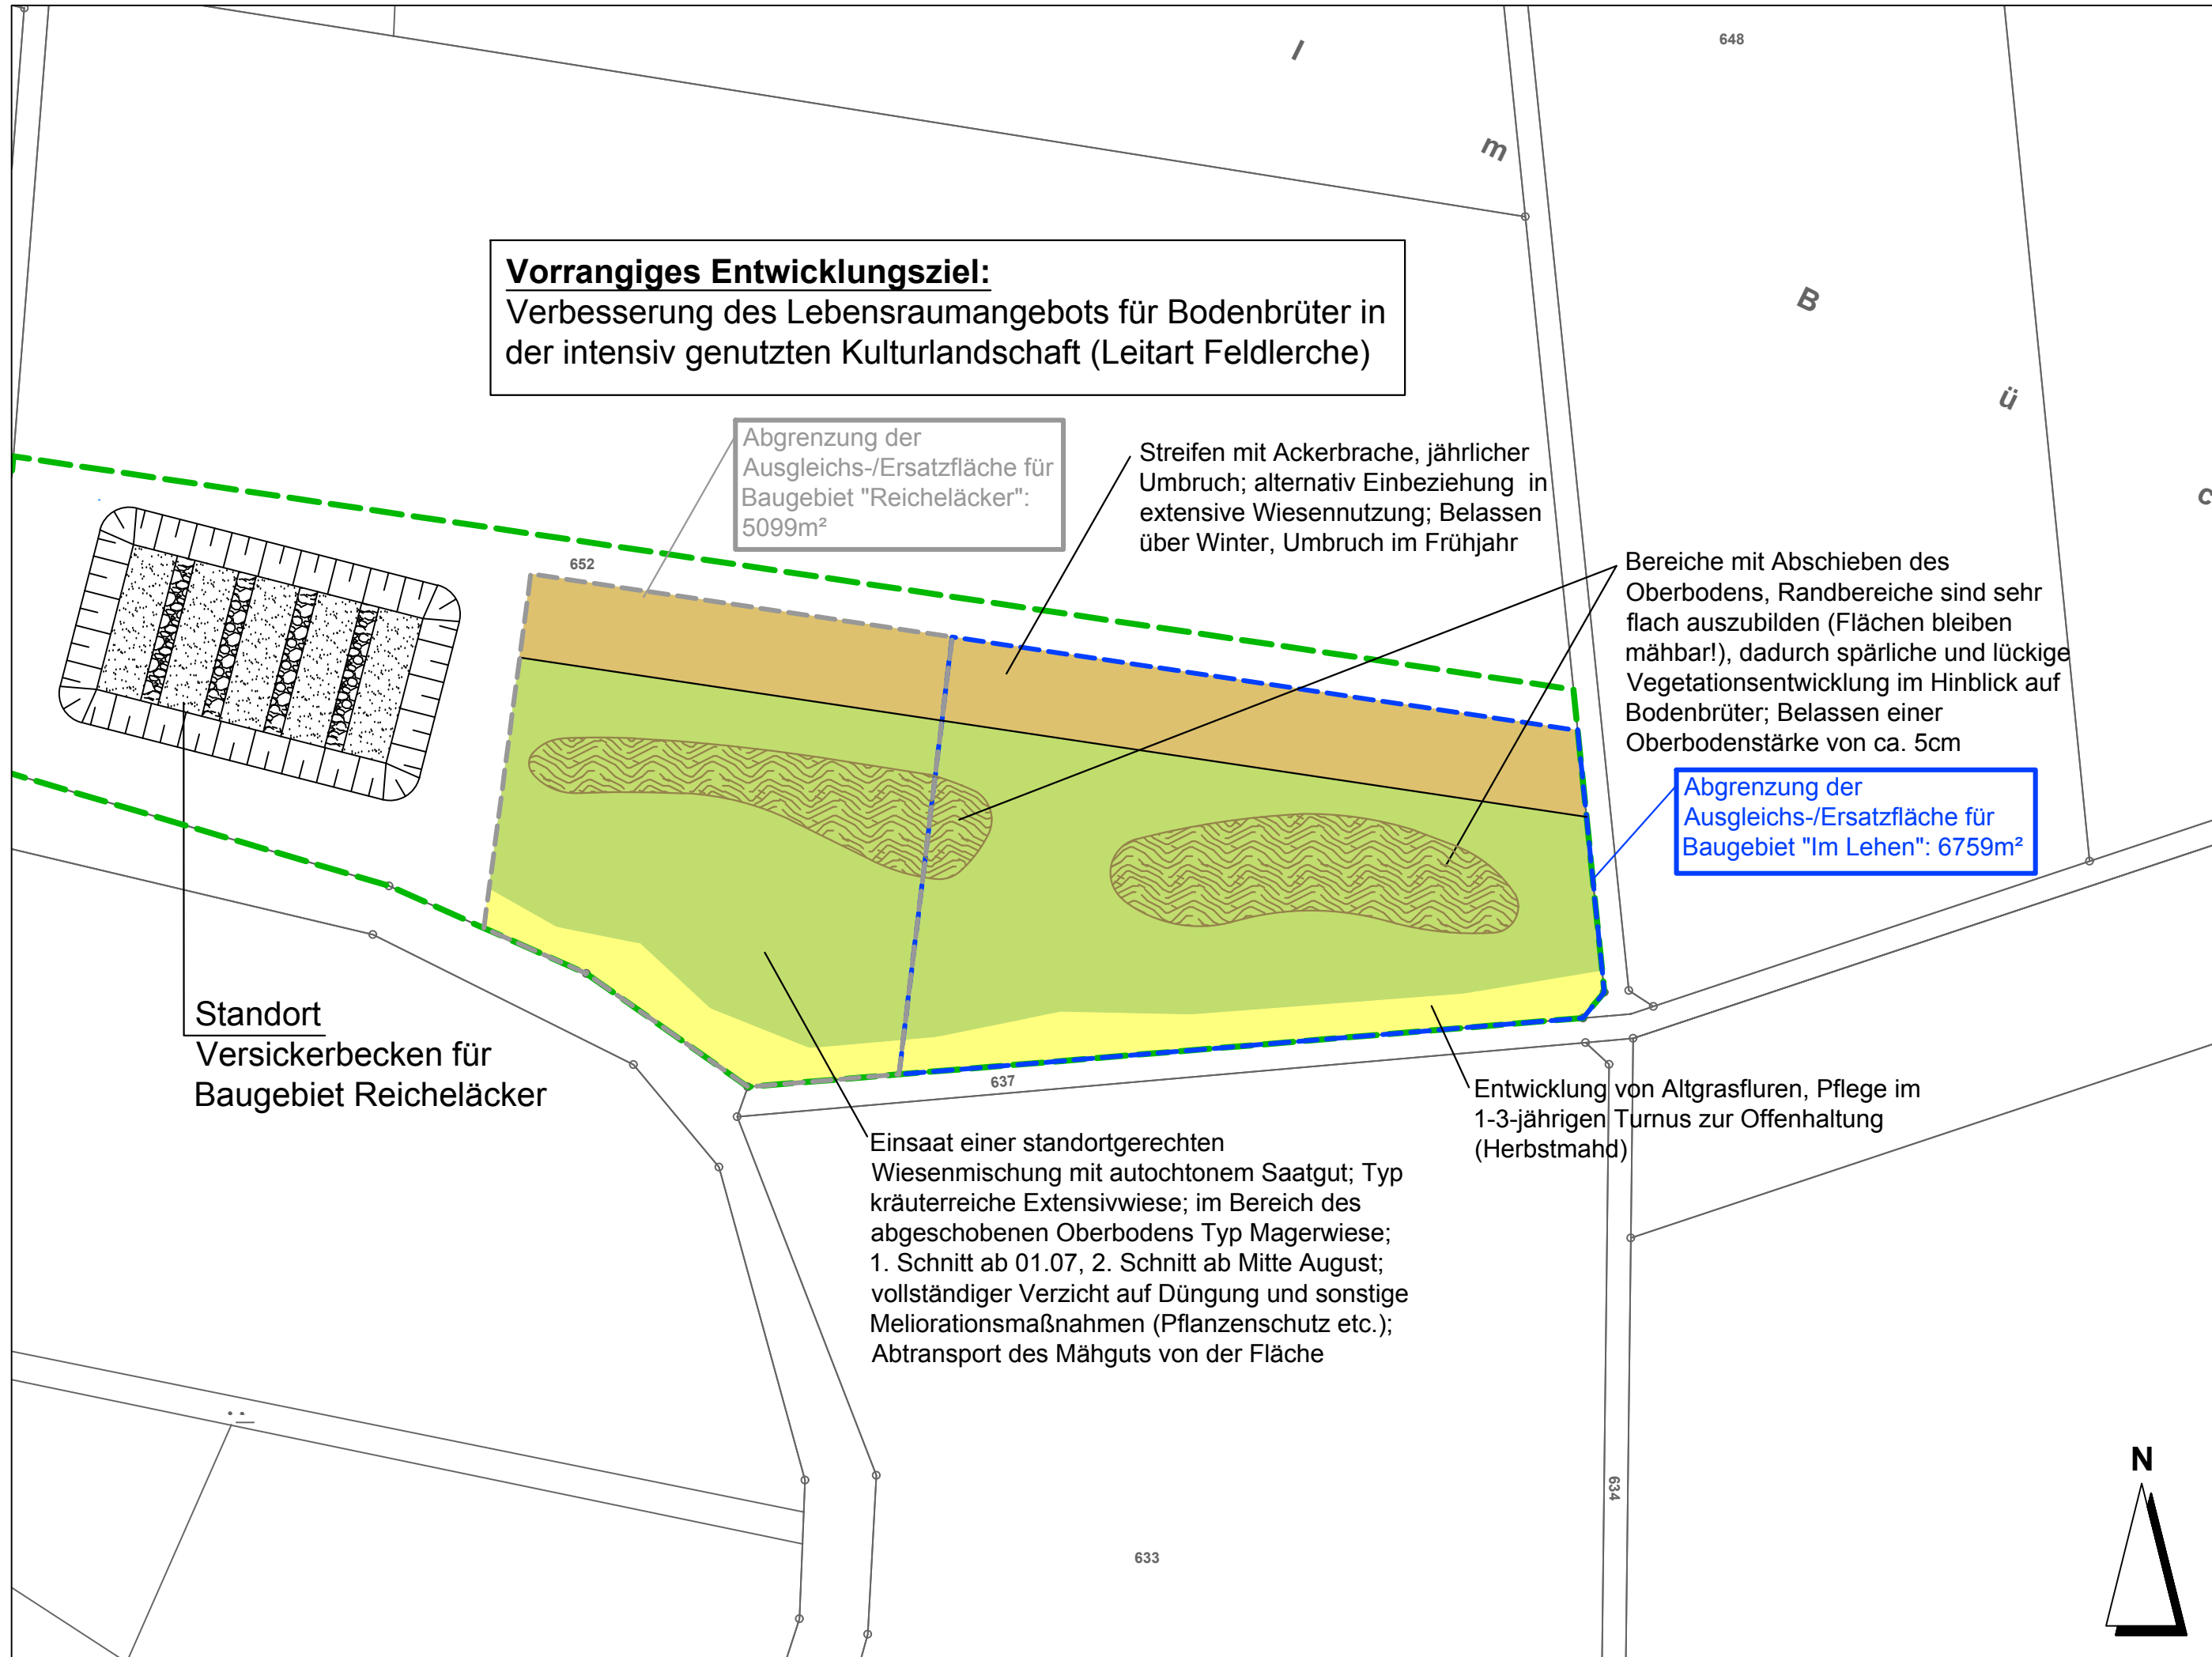 I
m
B
ü
c
648
Vorrangiges Entwicklungsziel:
Verbesserung des Lebensraumangebots für Bodenbrüter in
der intensiv genutzten Kulturlandschaft (Leitart Feldlerche)
Abgrenzung der
Ausgleichs-/Ersatzfläche für
Baugebiet "Reicheläcker":
5099m²
Streifen mit Ackerbrache, jährlicher
Umbruch; alternativ Einbeziehung in
extensive Wiesennutzung; Belassen
über Winter, Umbruch im Frühjahr
Bereiche mit Abschieben des
Oberbodens, Randbereiche sind sehr
flach auszubilden (Flächen bleiben
mähbar!), dadurch spärliche und lückige
Vegetationsentwicklung im Hinblick auf
Bodenbrüter; Belassen einer
Oberbodenstärke von ca. 5cm
652
Abgrenzung der
Ausgleichs-/Ersatzfläche für
Baugebiet "Im Lehen": 6759m²
Standort
Versickerbecken für
Baugebiet Reicheläcker
637
Entwicklung von Altgrasfluren, Pflege im
1-3-jährigen Turnus zur Offenhaltung
(Herbstmahd)
Einsaat einer standortgerechten
Wiesenmischung mit autochtonem Saatgut; Typ
kräuterreiche Extensivwiese; im Bereich des
abgeschobenen Oberbodens Typ Magerwiese;
1. Schnitt ab 01.07, 2. Schnitt ab Mitte August;
vollständiger Verzicht auf Düngung und sonstige
Meliorationsmaßnahmen (Pflanzenschutz etc.);
Abtransport des Mähguts von der Fläche
634
633
N